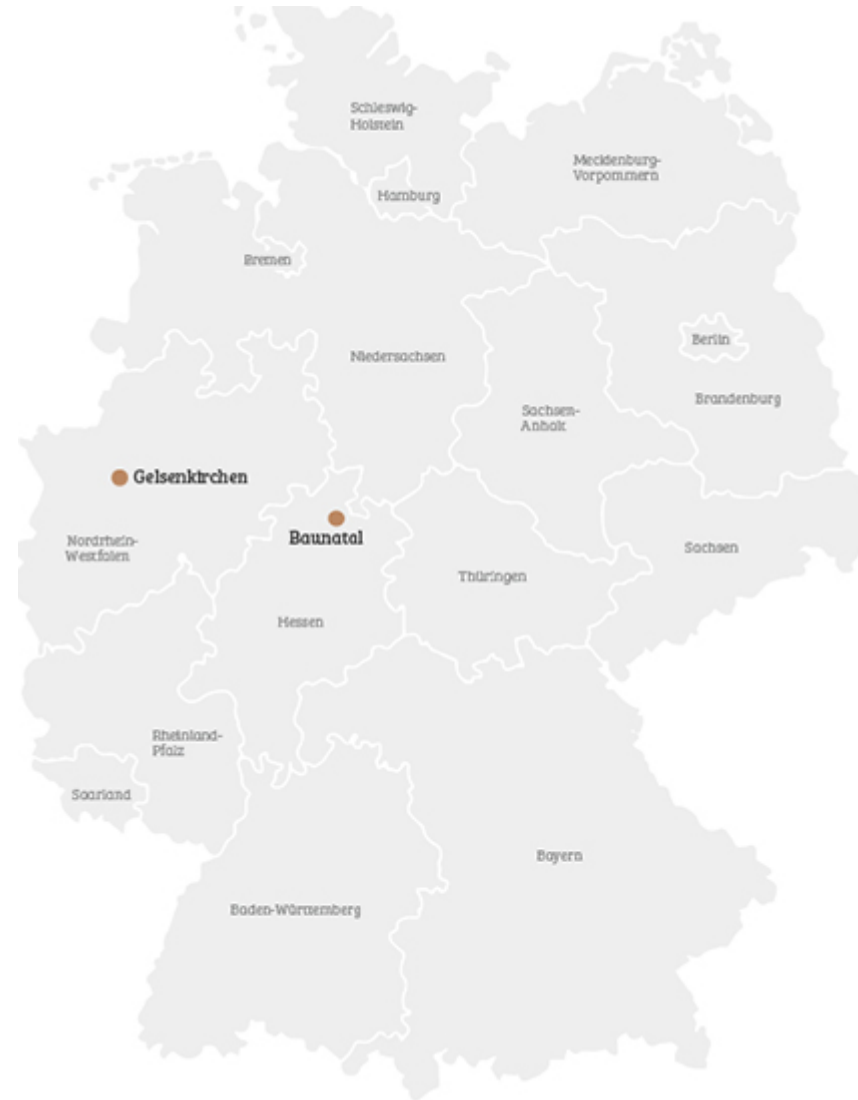 Schleswig-
Holstein
Mecklenburg-
Vorpommern
Hamburg
Bremen
Berlin
Niedersachsen
Brandenburg
Sachsen-
Anhalt
Gelsenkirchen
Baunatal
Nordrhein-
Westfalen
Sachsen
Thüringen
Hessen
Rheinland-
Pfalz
Saarland
Bayern
Baden-Württemberg